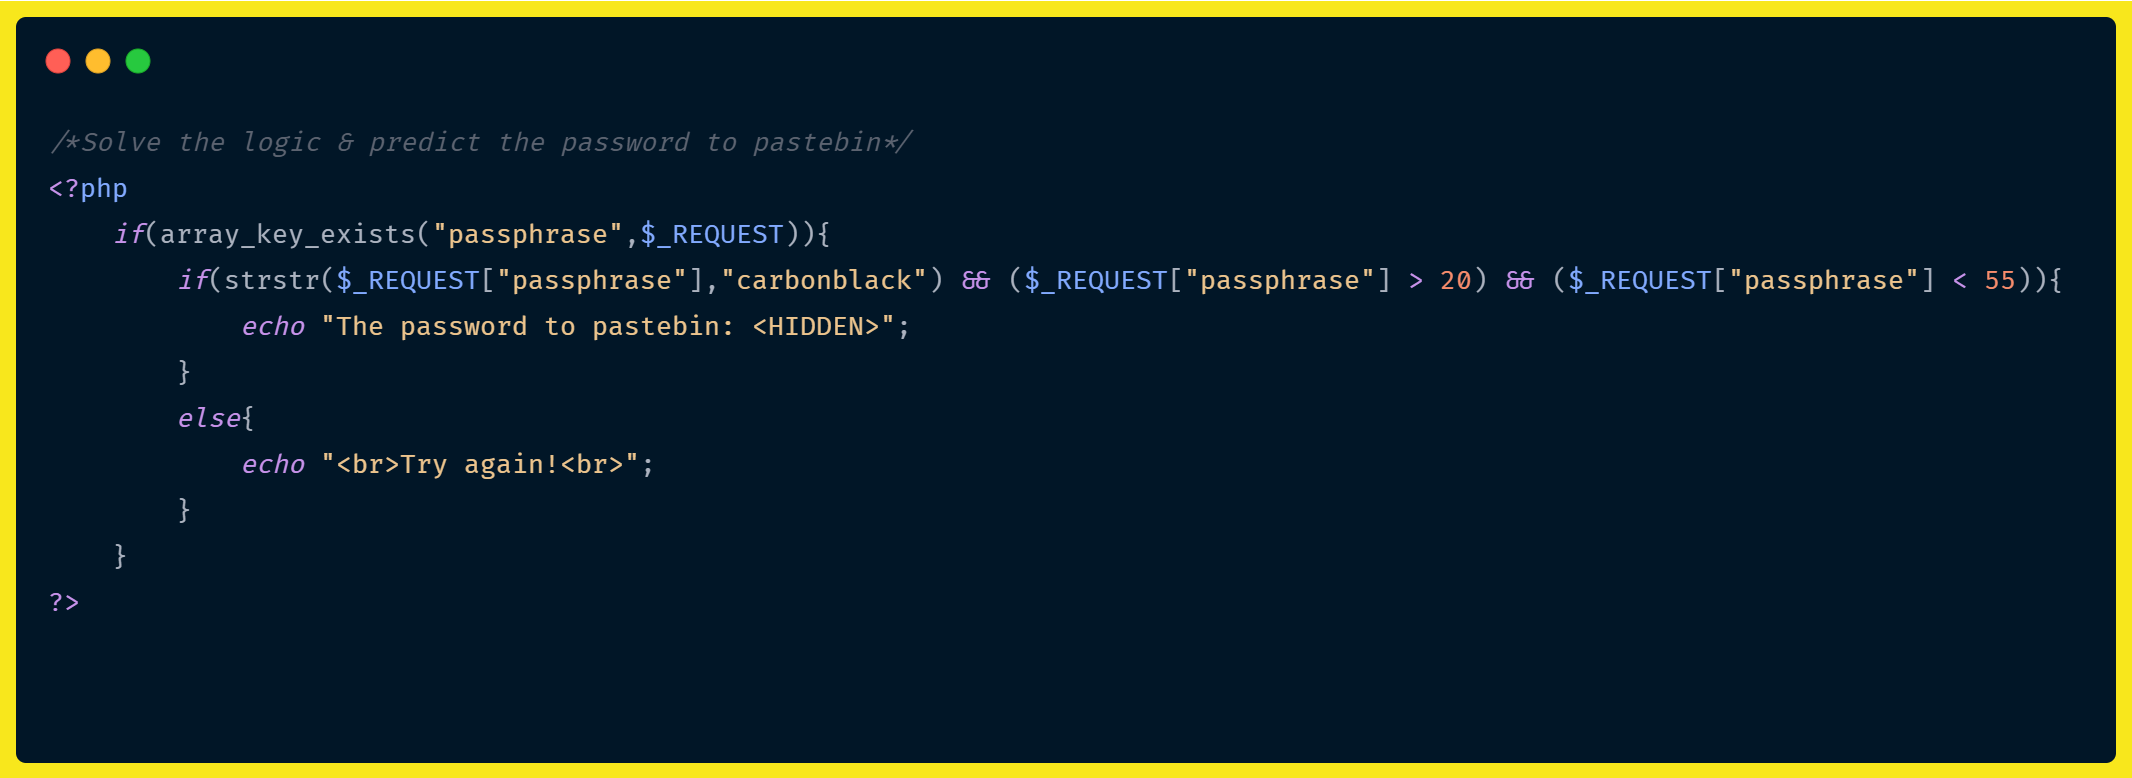 /*Solve the logic & predict the password to pastebin*/
<?php
    if(array_key_exists("passphrase",$_REQUEST)){
        if(strstr($_REQUEST["passphrase"],"carbonblack") && ($_REQUEST["passphrase"] > 20) && ($_REQUEST["passphrase"] < 55)){
            echo "The password to pastebin: <HIDDEN>";
        }
        else{
            echo "<br>Try again!<br>";
        }
    }
?>